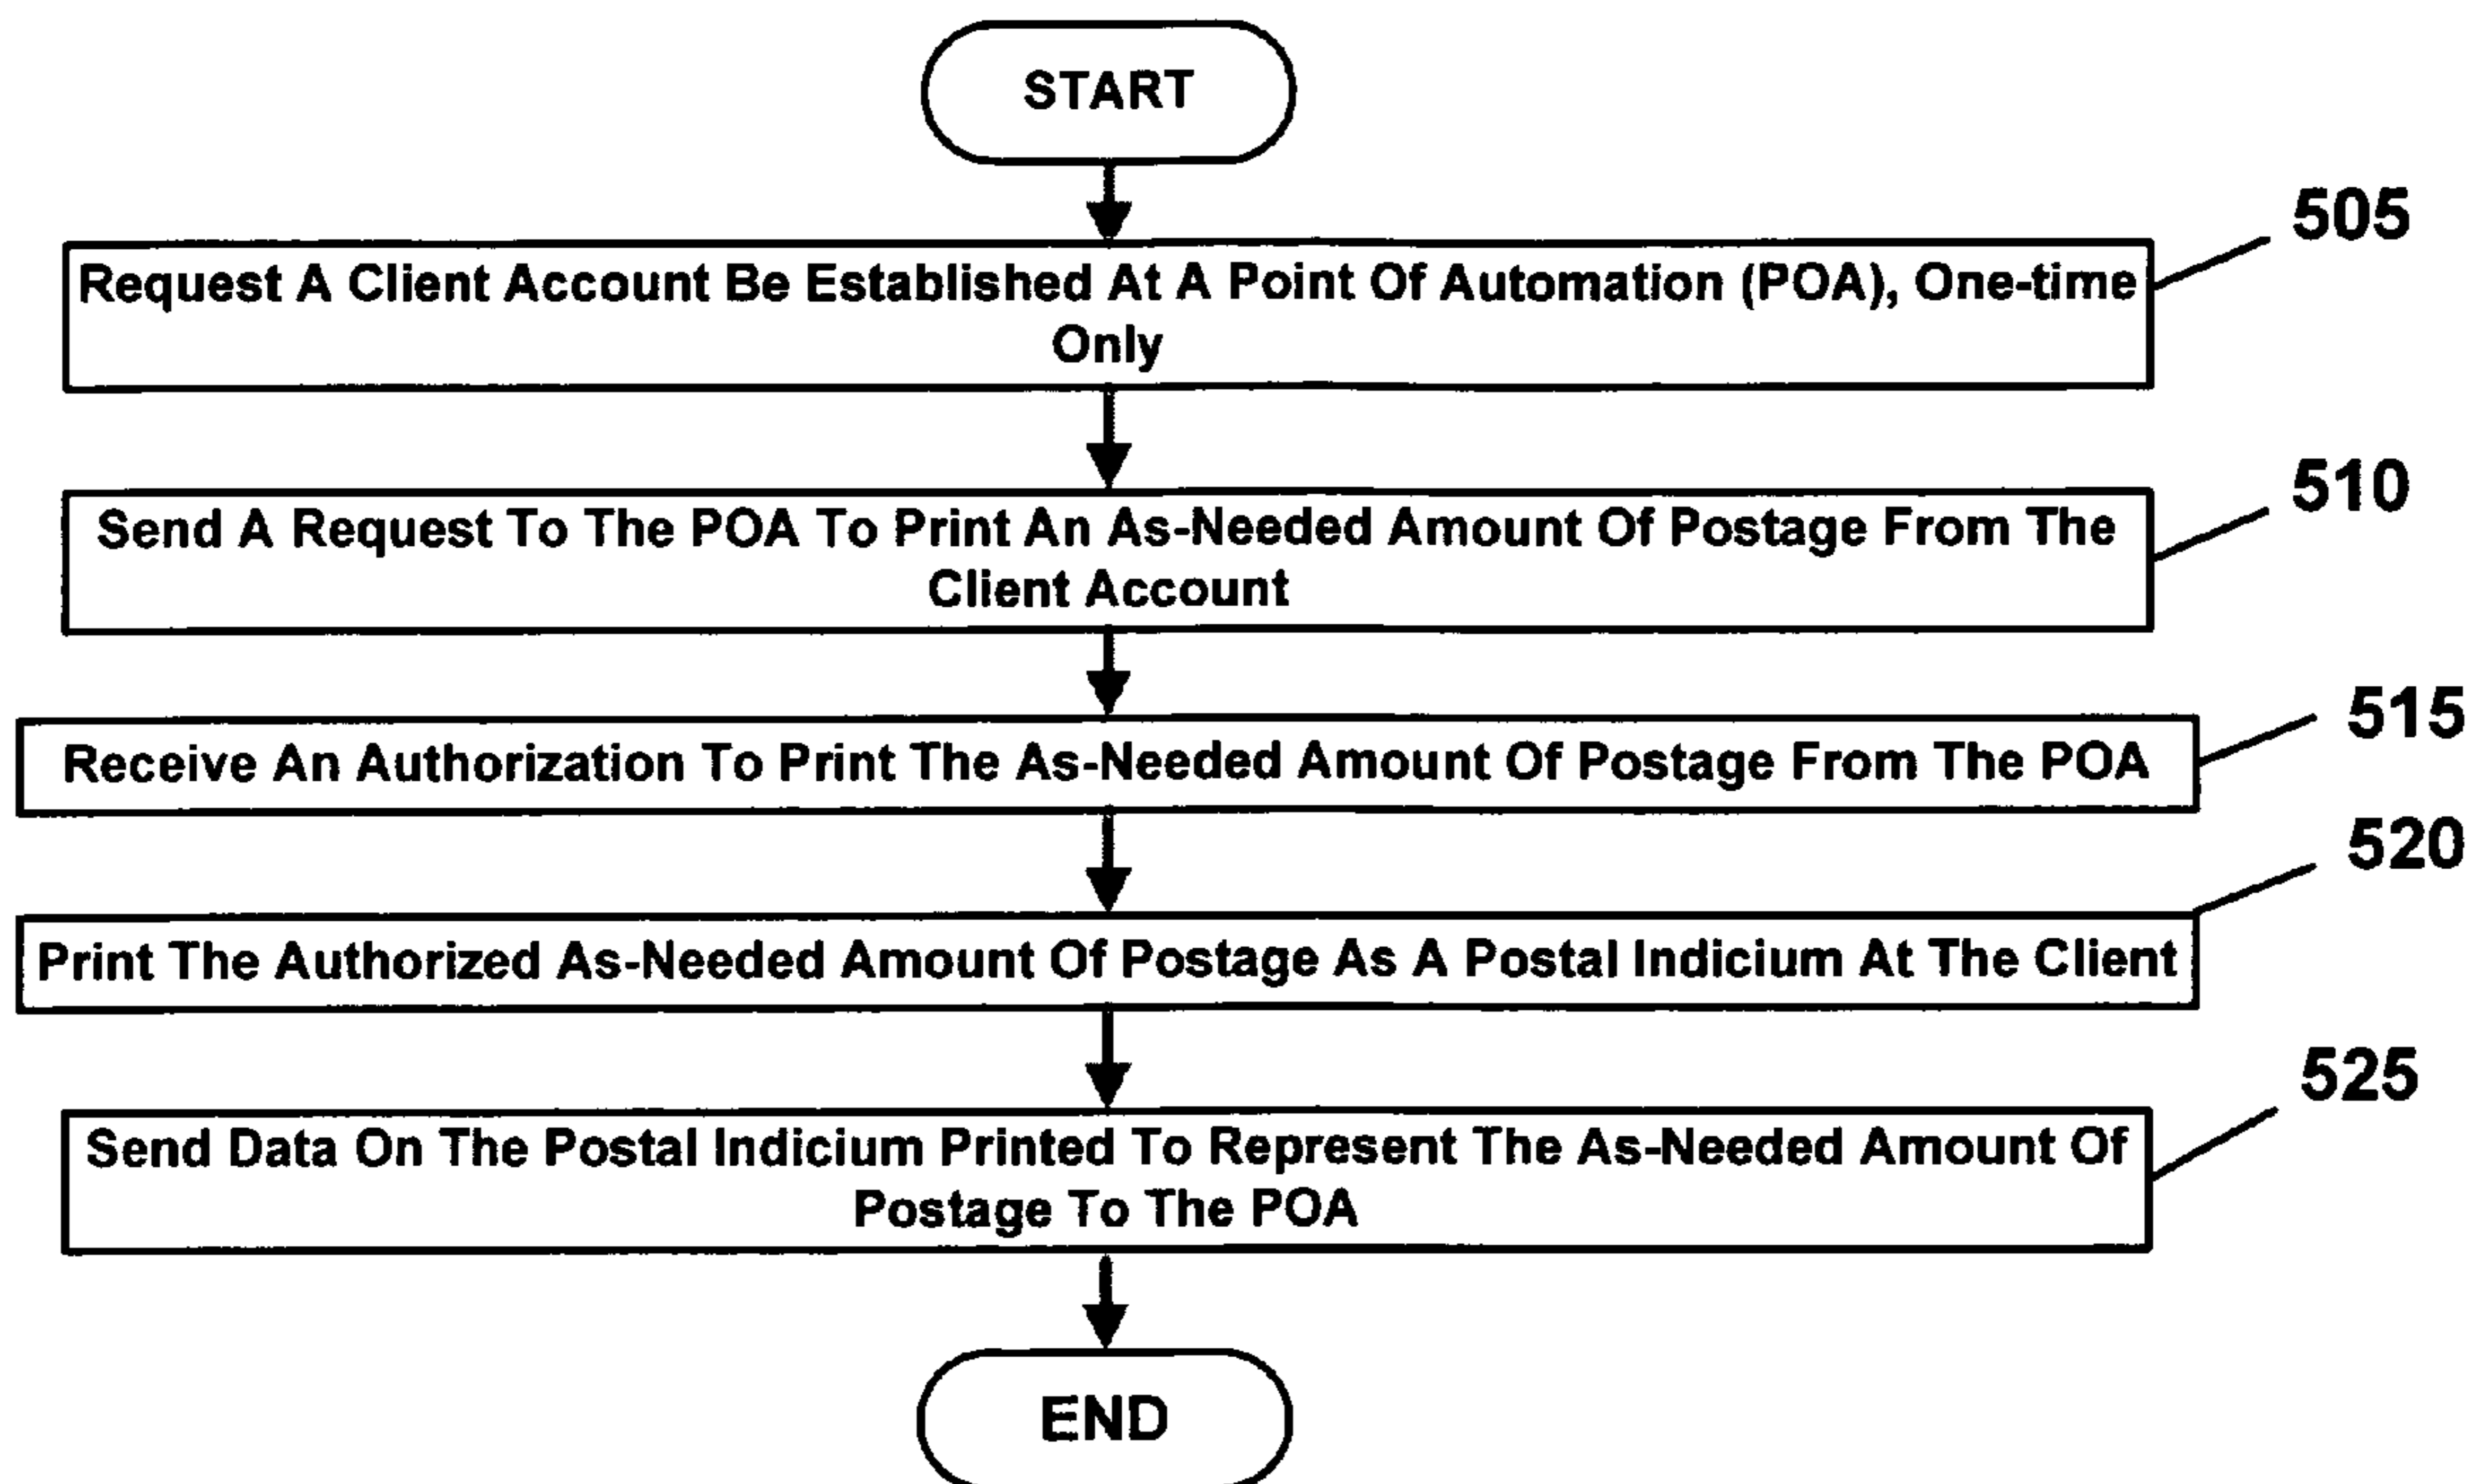 START
505
Request A Client Account Be Established At A Point Of Automation (POA), One-time
Only
510
Send A Request To The POA To Print An As-Needed Amount Of Postage From The
Client Account
515
Receive An Authorization To Print The As-Needed Amount Of Postage From The POA
520
Print The Authorized As-Needed Amount Of Postage As A Postal Indicium At The Client
525
Send Data On The Postal Indicium Printed To Represent The As-Needed Amount Of
Postage To The POA
END